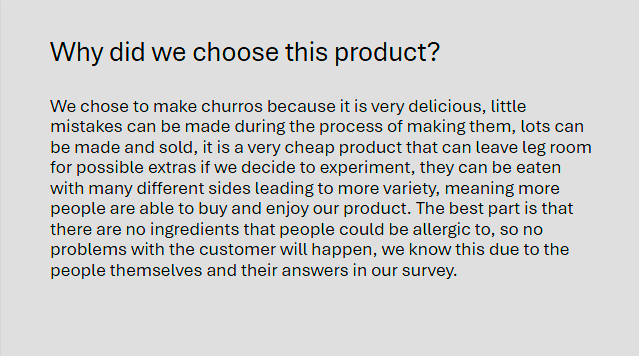 Why did we choose this product?
We chose to make churros because it is very delicious, little
mistakes can be made during the process of making them, lots can
be made and sold, it is a very cheap product that can leave leg room
for possible extras if we decide to experiment, they can be eaten
with many different sides leading to more variety, meaning more
people are able to buy and enjoy our product. The best part is that
there are no ingredients that people could be allergic to, so no
problems with the customer will happen, we know this due to the
people themselves and their answers in our survey.